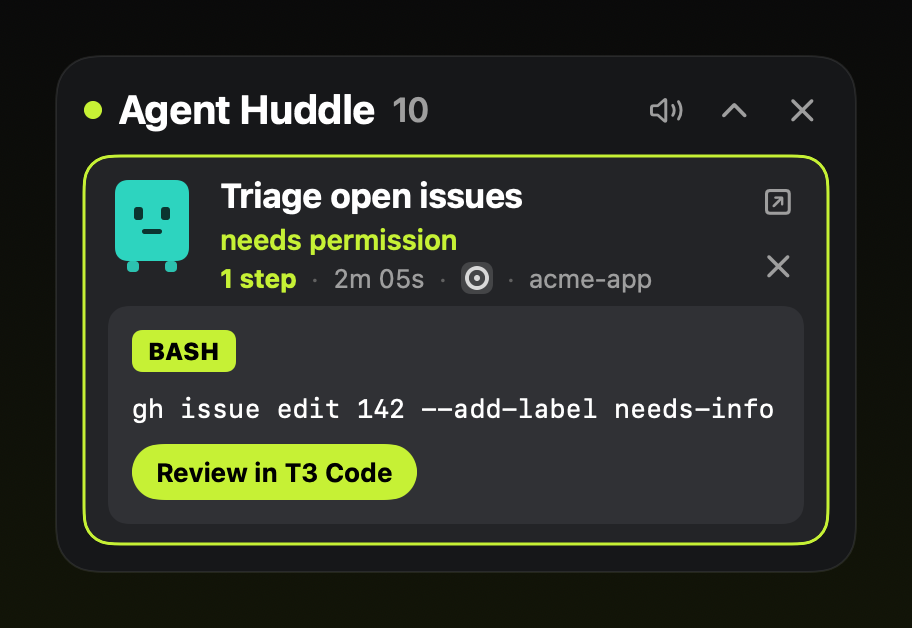 Agent Huddle 10
Triage open issues
needs permission
1 step · 2m 05s · · acme-app
BASH
gh issue edit 142 --add-label needs-info
Review in T3 Code